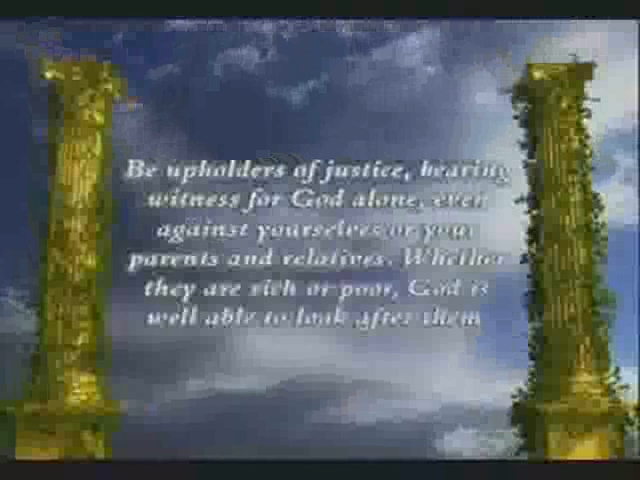 Be upholders of justice, bearing
witness for God alone, even
against yourselves or your
parents and relatives. Whether
they are rich or poor, God is
well able to look after them